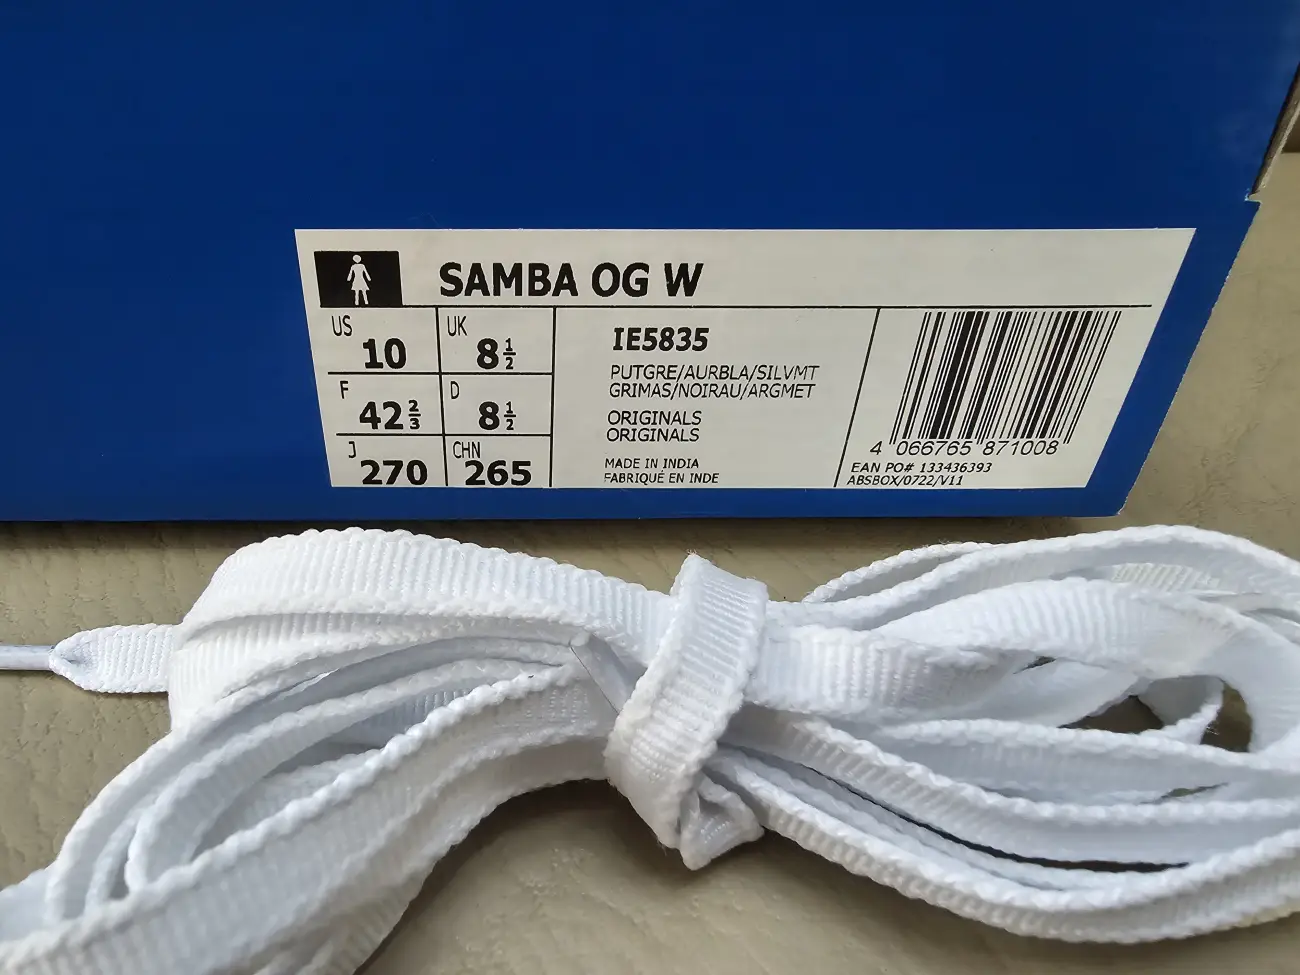 SAMBA OG W
US 10 UK 8½
F 42⅔ D 8½
J 270 CHN 265
IE5835
PUTGRE/AURBLA/SILVMT
GRIMAS/NOIRAU/ARGMET
ORIGINALS
ORIGINALS
MADE IN INDIA
FABRIQUÉ EN INDE
4 066765 871008
EAN PO# 133436393
ABSBOX/0722/V11